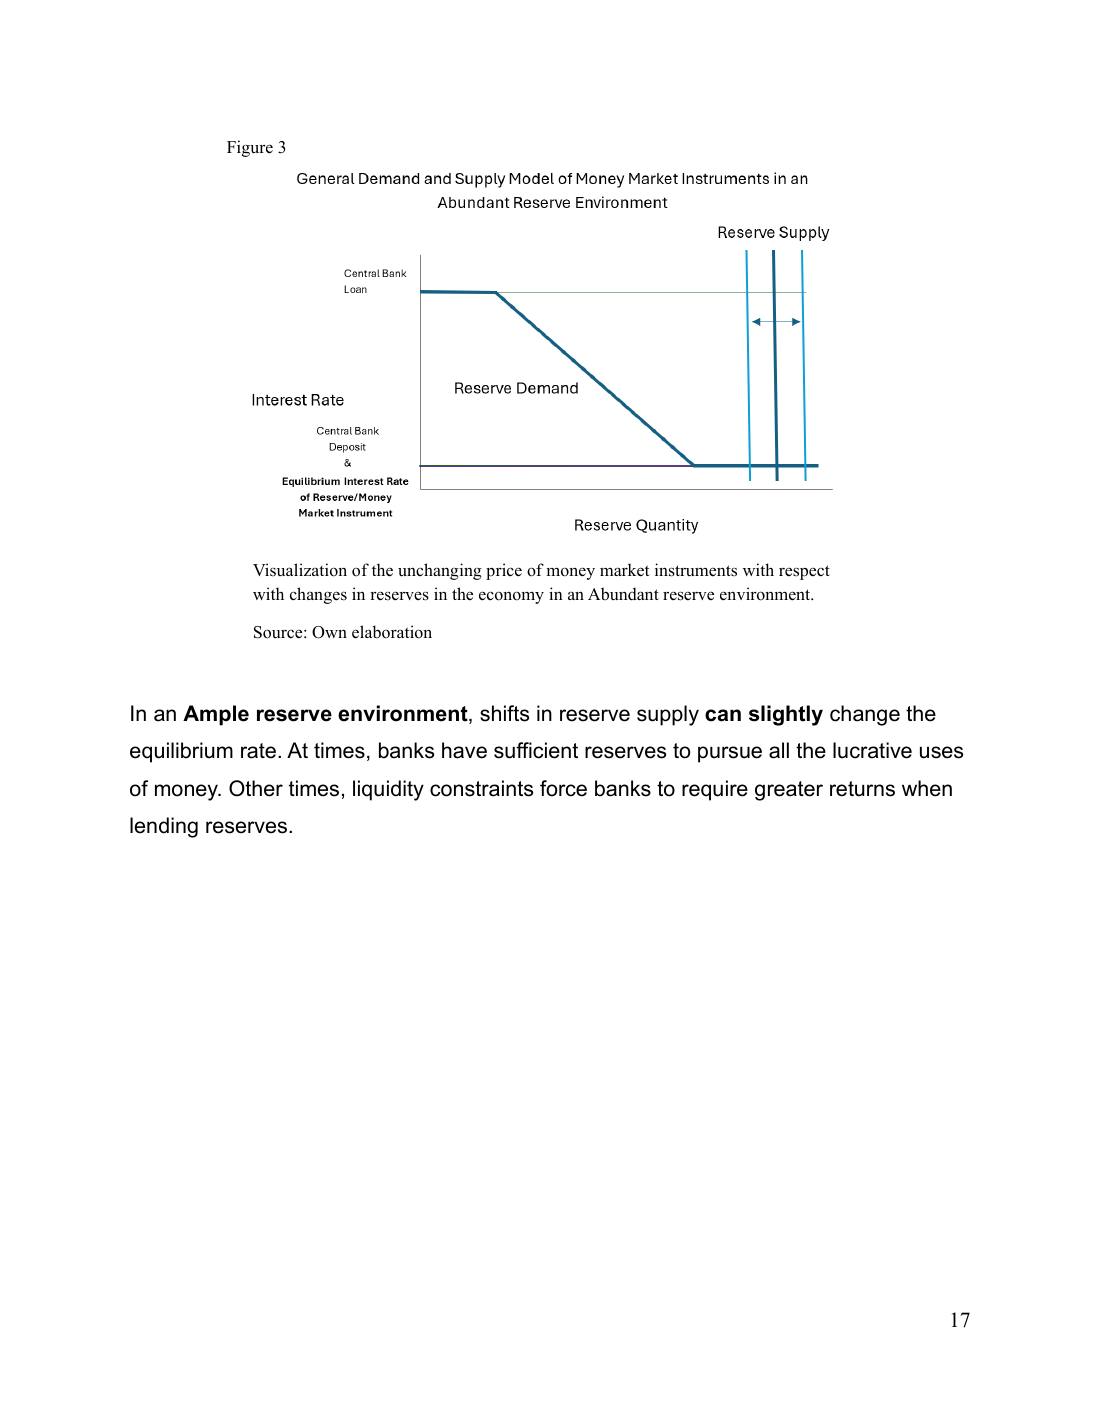 Figure 3
General Demand and Supply Model of Money Market Instruments in an
Abundant Reserve Environment
Reserve Supply
Central Bank
Loan
Reserve Demand
Interest Rate
Central Bank
Deposit
&
Equilibrium Interest Rate
of Reserve/Money
Market Instrument
Reserve Quantity
Visualization of the unchanging price of money market instruments with respect
with changes in reserves in the economy in an Abundant reserve environment.
Source: Own elaboration
In an Ample reserve environment, shifts in reserve supply can slightly change the
equilibrium rate. At times, banks have sufficient reserves to pursue all the lucrative uses
of money. Other times, liquidity constraints force banks to require greater returns when
lending reserves.
17